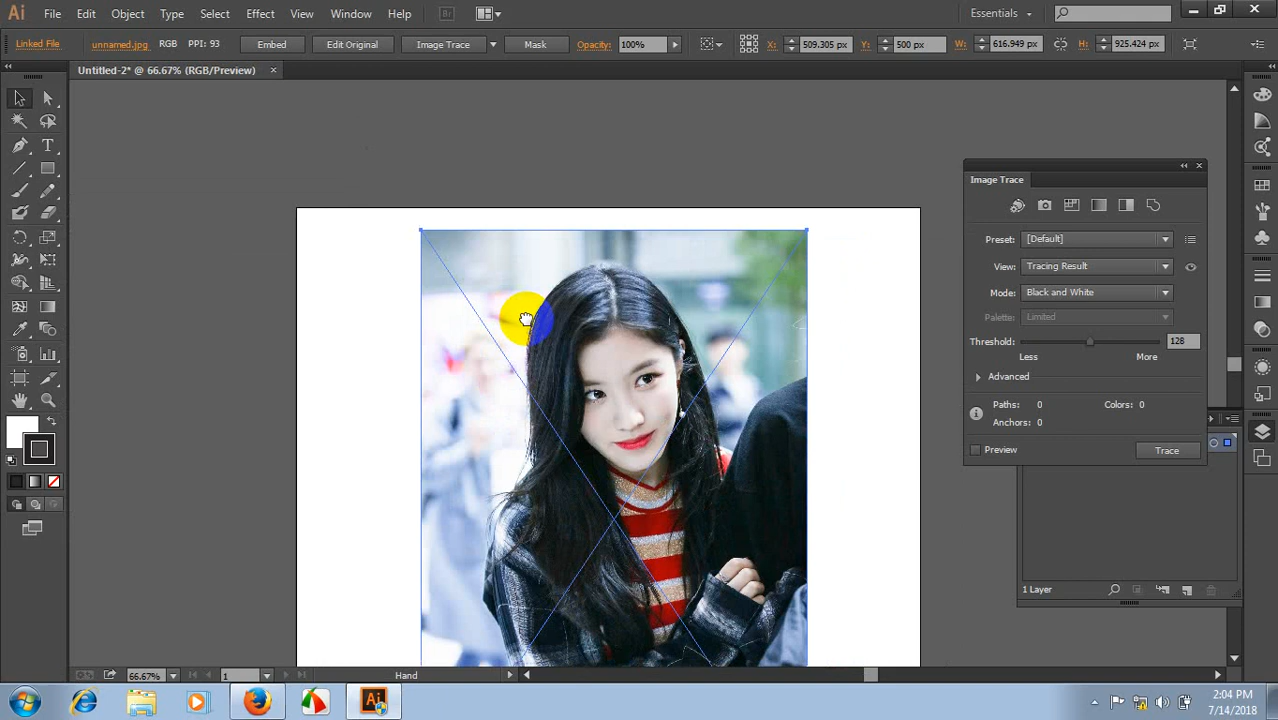 Ai File Edit Object Type Select Effect View Window Help Br Essentials
Linked File unnamed.jpg RGB PPI: 93 Embed Edit Original Image Trace Mask Opacity: 100% X: 509.305 px Y: 500 px W: 616.949 px H: 925.424 px
Untitled-2* @ 66.67% (RGB/Preview)
Image Trace
Preset: [Default]
View: Tracing Result
Mode: Black and White
Palette: Limited
Threshold: 128
Less More
Advanced
Paths: 0 Colors: 0
Anchors: 0
Preview Trace
1 Layer
66.67% 1 Hand
Ai
2:04 PM
7/14/2018